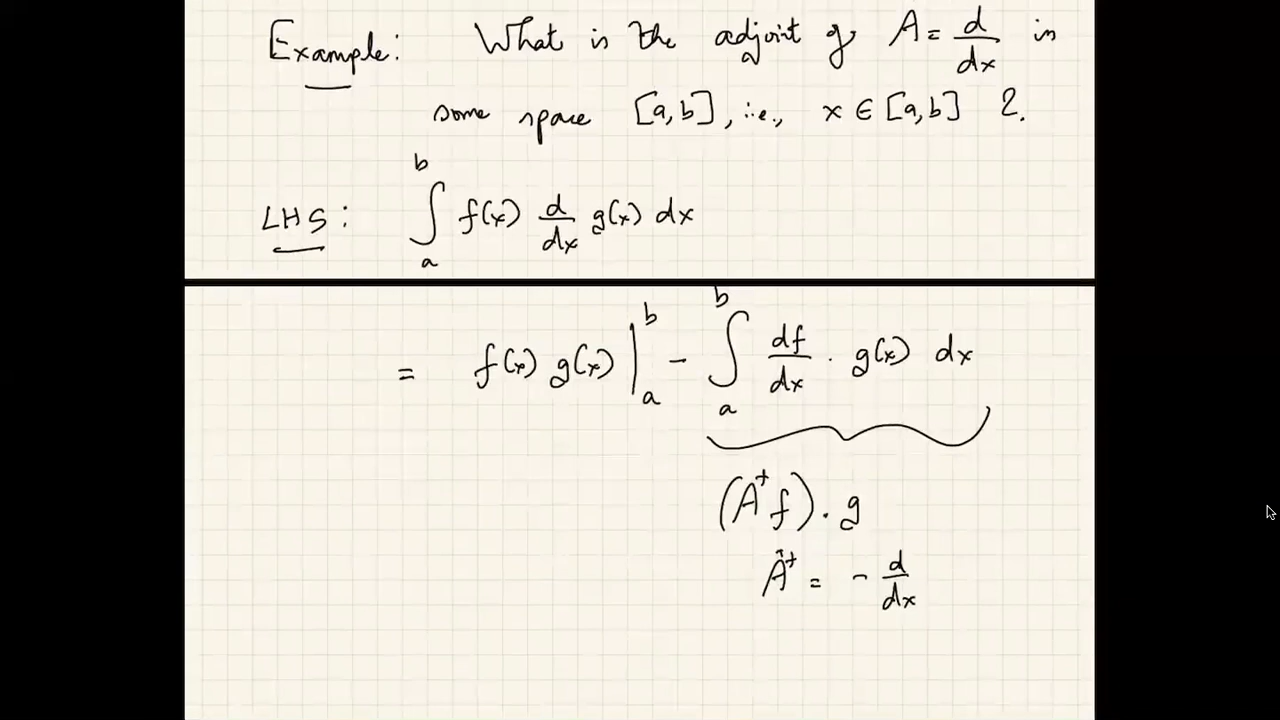 Example: What is the adjoint of A = d/dx in
some space [a,b], i.e., x ∈ [a,b] ?
LHS: ∫_a^b f(x) d/dx g(x) dx
= f(x) g(x) |_a^b - ∫_a^b df/dx · g(x) dx
(A^† f) · g
Â^† = - d/dx